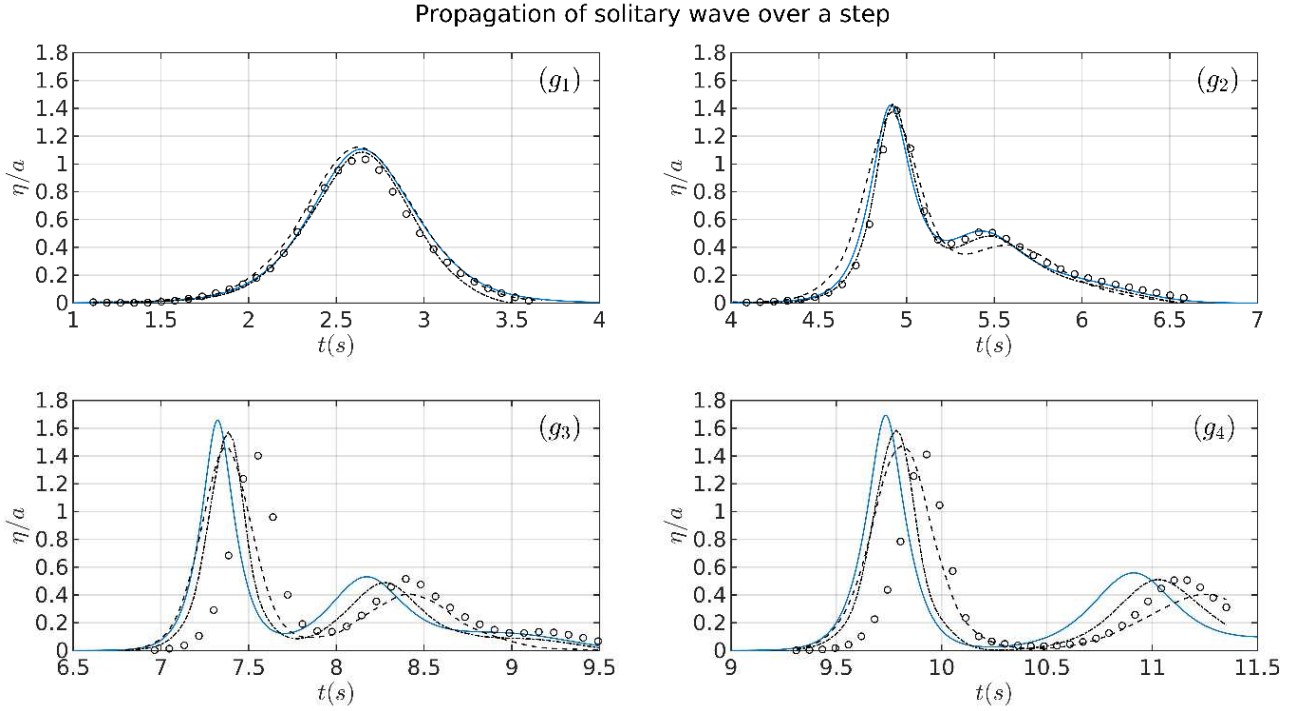 Propagation of solitary wave over a step
1.8
1.6
1.4
1.2
1
0.8
0.6
0.4
0.2
0
η/a
(g₁)
1 1.5 2 2.5 3 3.5 4
t(s)
1.8
1.6
1.4
1.2
1
0.8
0.6
0.4
0.2
0
η/a
(g₂)
4 4.5 5 5.5 6 6.5 7
t(s)
1.8
1.6
1.4
1.2
1
0.8
0.6
0.4
0.2
0
η/a
(g₃)
6.5 7 7.5 8 8.5 9 9.5
t(s)
1.8
1.6
1.4
1.2
1
0.8
0.6
0.4
0.2
0
η/a
(g₄)
9 9.5 10 10.5 11 11.5
t(s)